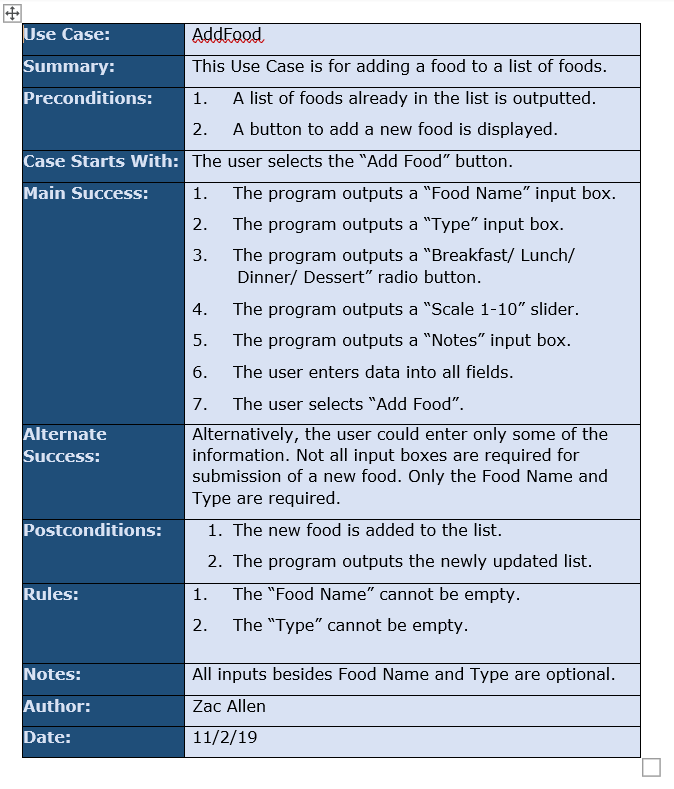 Use Case: AddFood
Summary: This Use Case is for adding a food to a list of foods.
Preconditions: 1. A list of foods already in the list is outputted.
2. A button to add a new food is displayed.
Case Starts With: The user selects the “Add Food” button.
Main Success: 1. The program outputs a “Food Name” input box.
2. The program outputs a “Type” input box.
3. The program outputs a “Breakfast/ Lunch/
Dinner/ Dessert” radio button.
4. The program outputs a “Scale 1-10” slider.
5. The program outputs a “Notes” input box.
6. The user enters data into all fields.
7. The user selects “Add Food”.
Alternate Success: Alternatively, the user could enter only some of the
information. Not all input boxes are required for
submission of a new food. Only the Food Name and
Type are required.
Postconditions: 1. The new food is added to the list.
2. The program outputs the newly updated list.
Rules: 1. The “Food Name” cannot be empty.
2. The “Type” cannot be empty.
Notes: All inputs besides Food Name and Type are optional.
Author: Zac Allen
Date: 11/2/19